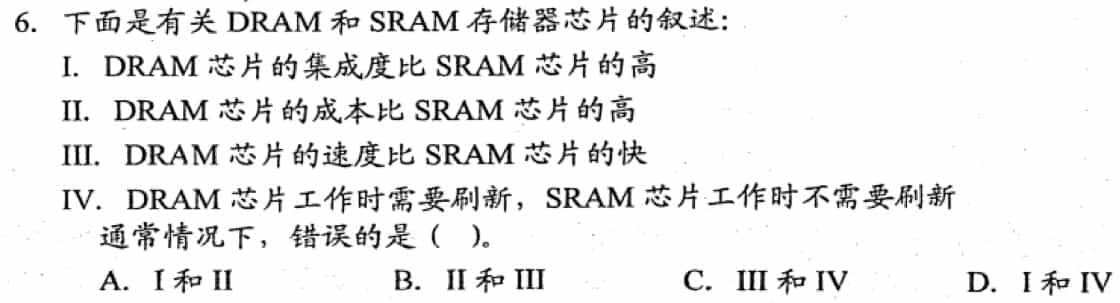 6. 下面是有关 DRAM 和 SRAM 存储器芯片的叙述:
I. DRAM 芯片的集成度比 SRAM 芯片的高
II. DRAM 芯片的成本比 SRAM 芯片的高
III. DRAM 芯片的速度比 SRAM 芯片的快
IV. DRAM 芯片工作时需要刷新，SRAM 芯片工作时不需要刷新
通常情况下，错误的是 ( )。
A. I 和 II B. II 和 III C. III 和 IV D. I 和 IV